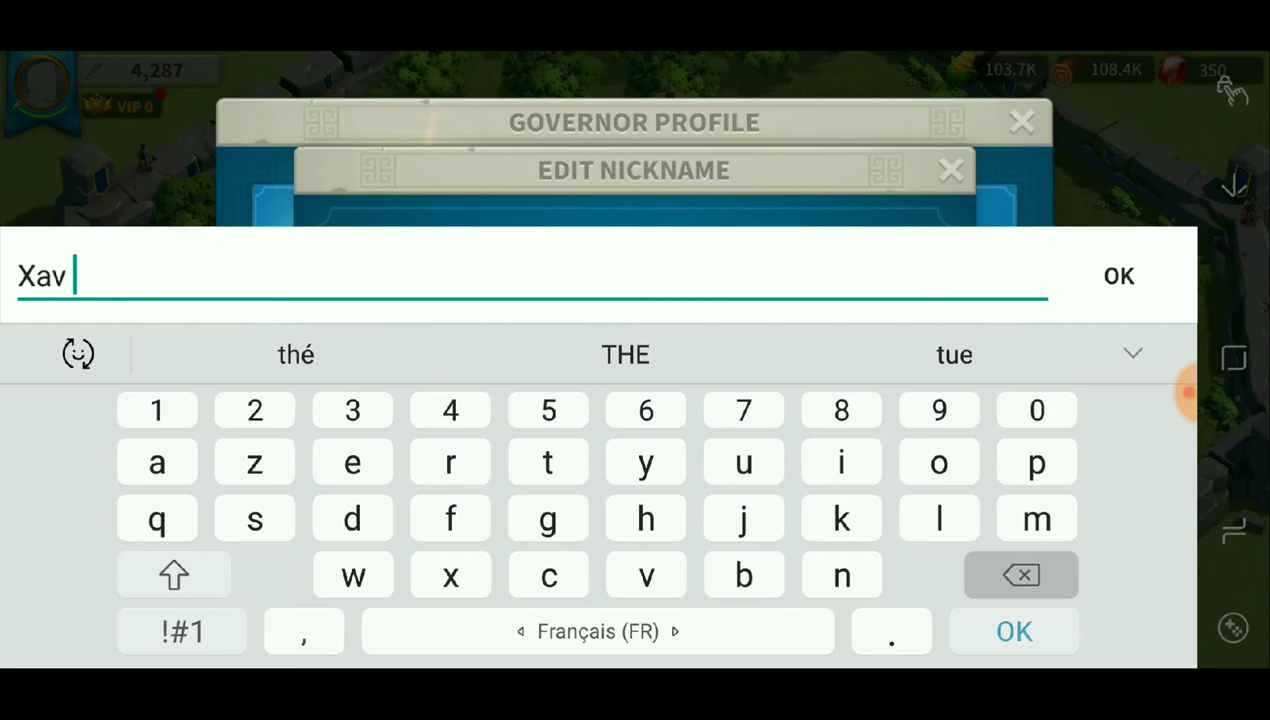 4,287
103.7K
108.4K
350
VIP 0
GOVERNOR PROFILE
EDIT NICKNAME
Xav
OK
thé THE tue
1 2 3 4 5 6 7 8 9 0
a z e r t y u i o p
q s d f g h j k l m
w x c v b n
!#1 , Français (FR) . OK